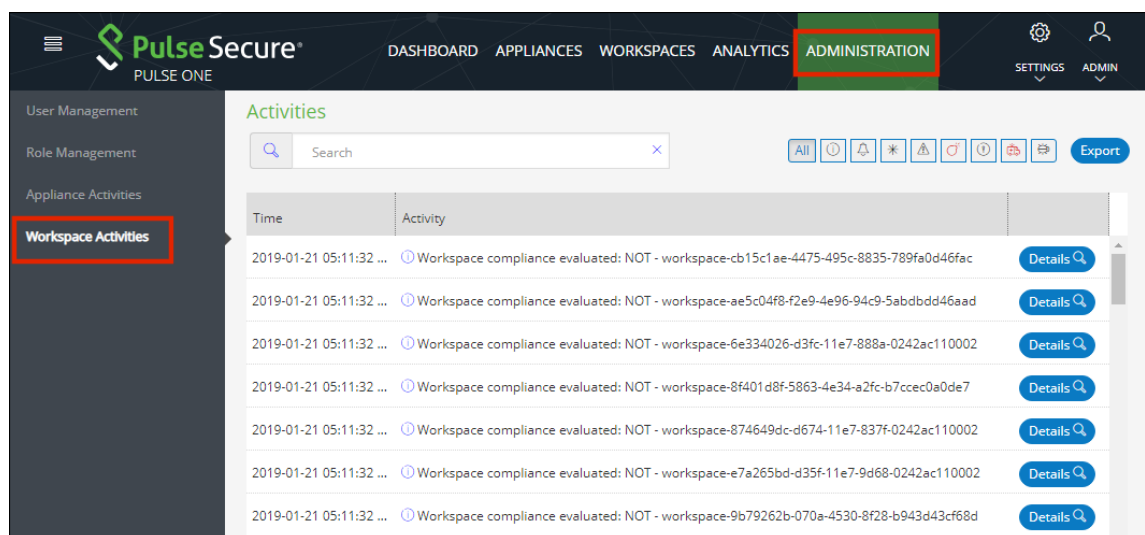 Pulse Secure®
PULSE ONE
DASHBOARD APPLIANCES WORKSPACES ANALYTICS ADMINISTRATION
SETTINGS ADMIN
User Management
Role Management
Appliance Activities
Workspace Activities
Activities
Search
All
Export
Time Activity
2019-01-21 05:11:32 ... Workspace compliance evaluated: NOT - workspace-cb15c1ae-4475-495c-8835-789fa0d46fac Details
2019-01-21 05:11:32 ... Workspace compliance evaluated: NOT - workspace-ae5c04f8-f2e9-4e96-94c9-5abdbdd46aad Details
2019-01-21 05:11:32 ... Workspace compliance evaluated: NOT - workspace-6e334026-d3fc-11e7-888a-0242ac110002 Details
2019-01-21 05:11:32 ... Workspace compliance evaluated: NOT - workspace-8f401d8f-5863-4e34-a2fc-b7ccec0a0de7 Details
2019-01-21 05:11:32 ... Workspace compliance evaluated: NOT - workspace-874649dc-d674-11e7-837f-0242ac110002 Details
2019-01-21 05:11:32 ... Workspace compliance evaluated: NOT - workspace-e7a265bd-d35f-11e7-9d68-0242ac110002 Details
2019-01-21 05:11:32 ... Workspace compliance evaluated: NOT - workspace-9b79262b-070a-4530-8f28-b943d43cf68d Details